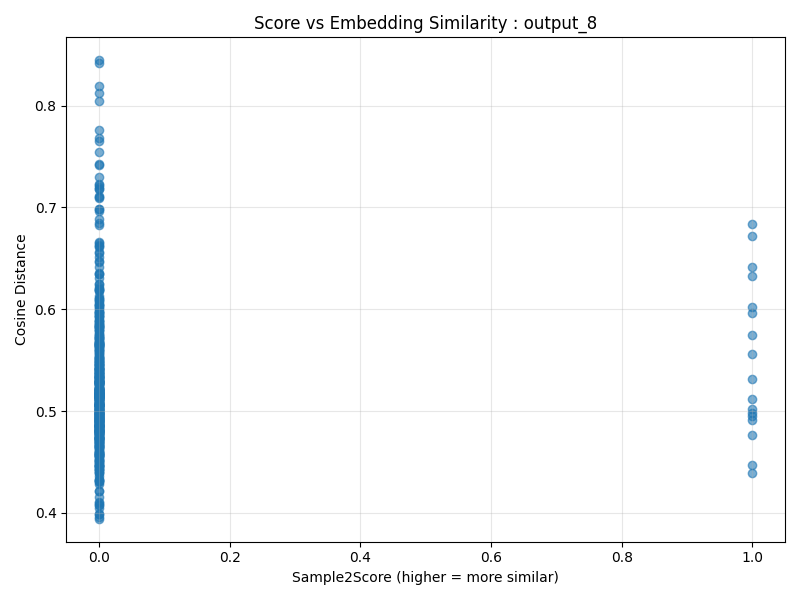 Score vs Embedding Similarity : output_8
Cosine Distance
0.8
0.7
0.6
0.5
0.4
0.0 0.2 0.4 0.6 0.8 1.0
Sample2Score (higher = more similar)